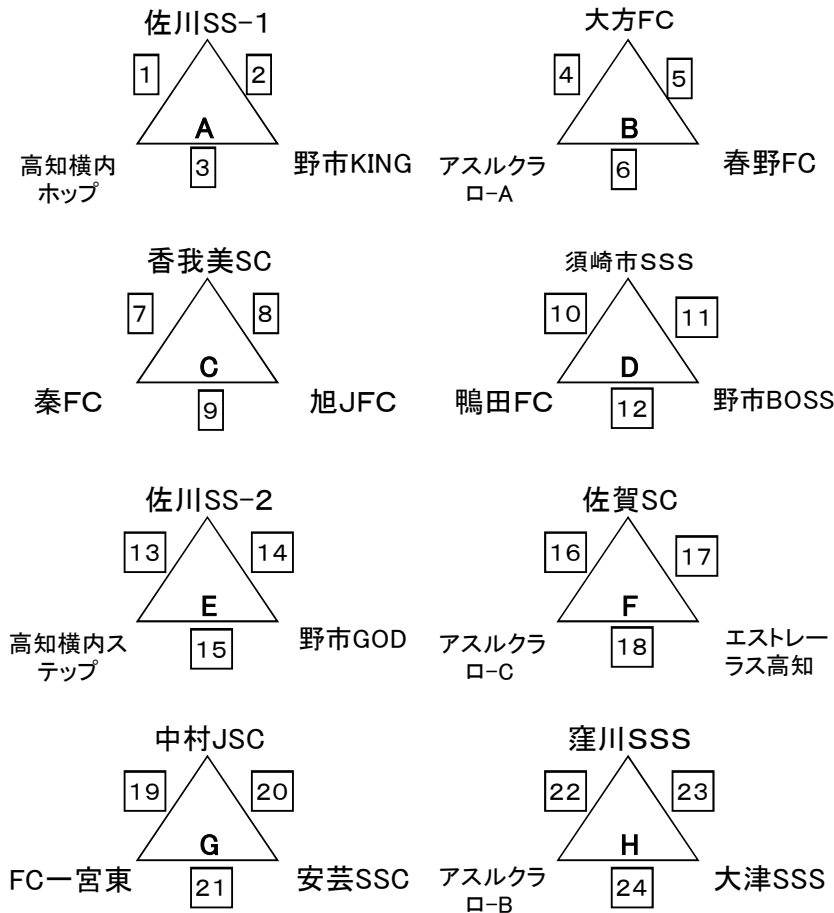 佐川SS-1
1
2
A
3
高知横内
ホップ
野市KING
大方FC
4
5
B
6
アスルクラ
ロ-A
春野FC
香我美SC
7
8
C
9
秦FC
旭JFC
須崎市SSS
10
11
D
12
鴨田FC
野市BOSS
佐川SS-2
13
14
E
15
高知横内ス
テップ
野市GOD
佐賀SC
16
17
F
18
アスルクラ
ロ-C
エストレー
ラス高知
中村JSC
19
20
G
21
FC一宮東
安芸SSC
窪川SSS
22
23
H
24
アスルクラ
ロ-B
大津SSS